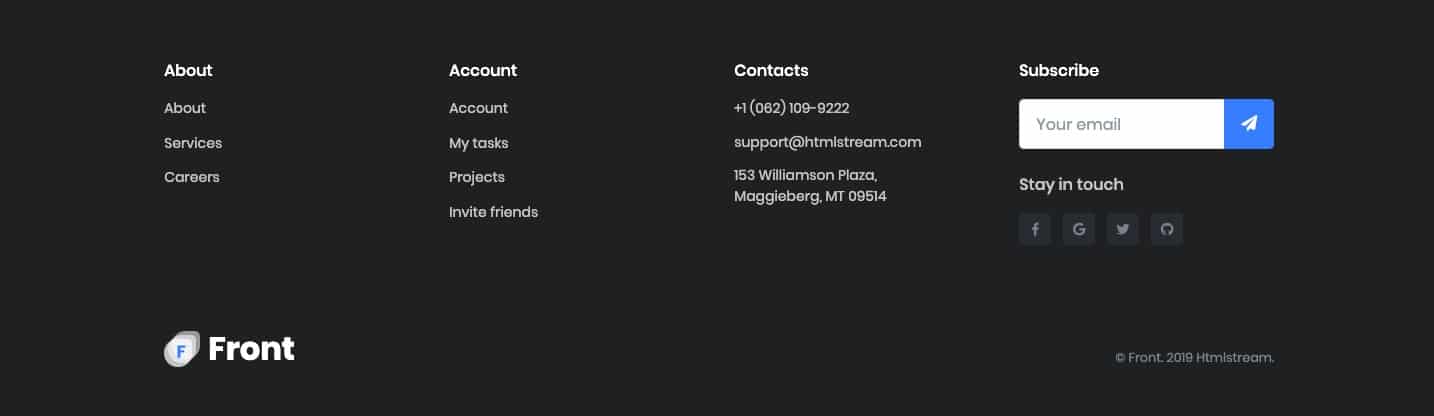 About
About
Services
Careers
Account
Account
My tasks
Projects
Invite friends
Contacts
+1 (062) 109-9222
support@htmlstream.com
153 Williamson Plaza,
Maggieberg, MT 09514
Subscribe
Your email
Stay in touch
F Front
© Front. 2019 Htmlstream.